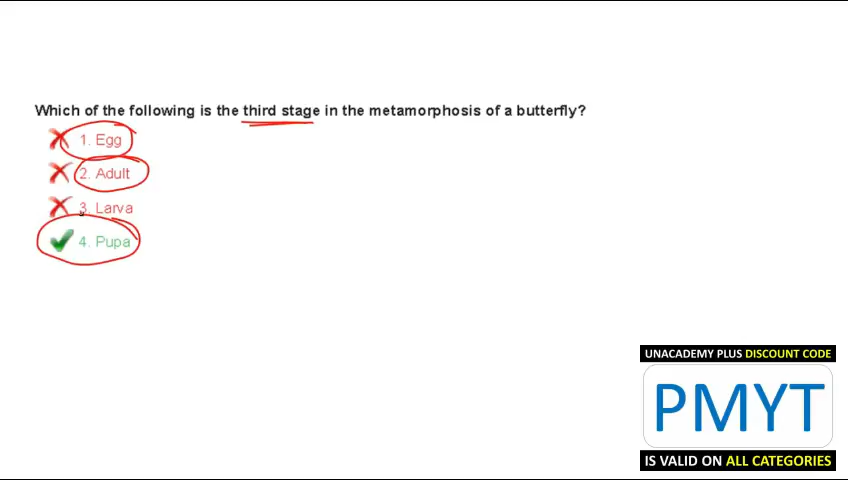 Which of the following is the third stage in the metamorphosis of a butterfly?
1. Egg
2. Adult
3. Larva
4. Pupa
UNACADEMY PLUS DISCOUNT CODE
PMYT
IS VALID ON ALL CATEGORIES